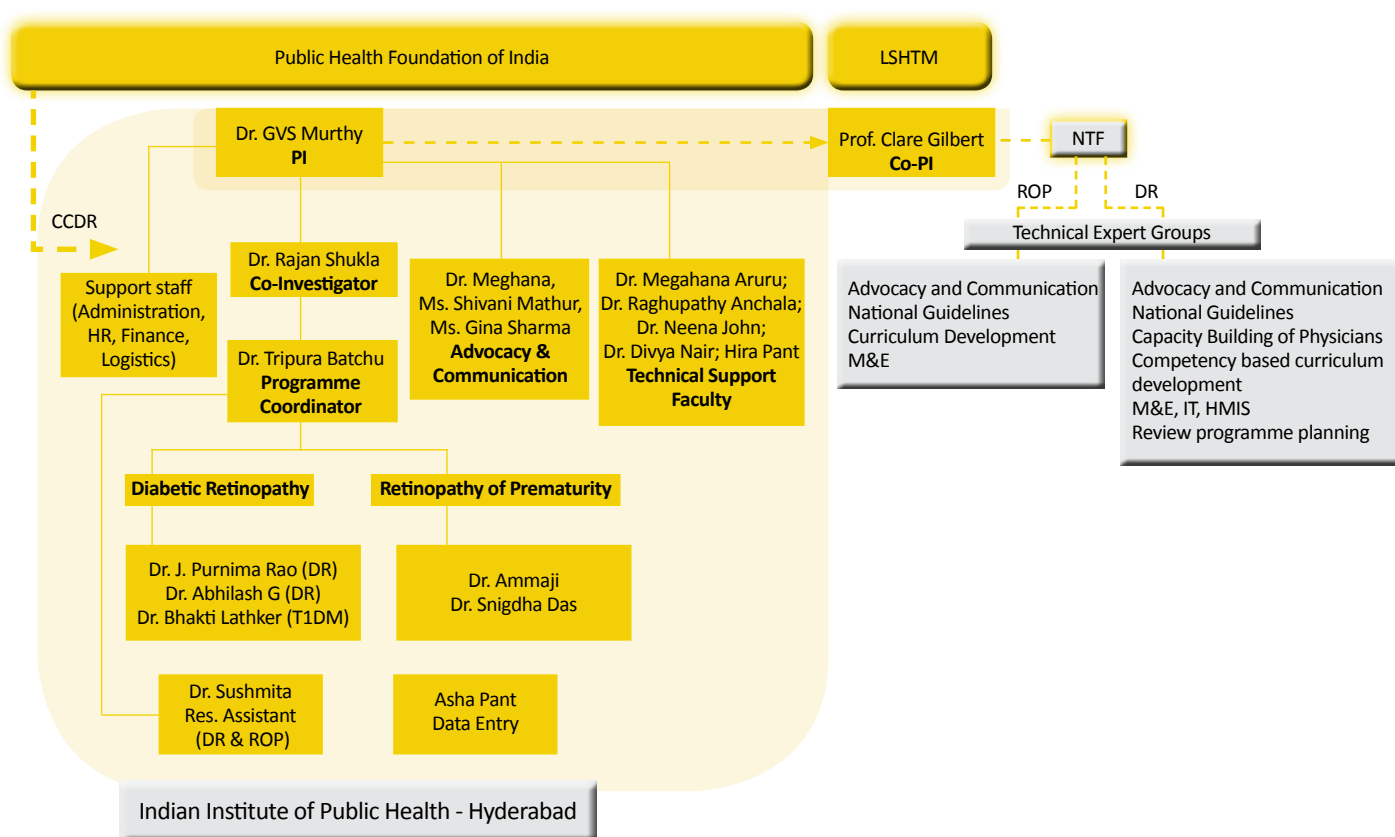 Public Health Foundation of India
LSHTM
Dr. GVS Murthy
PI
Prof. Clare Gilbert
Co-PI
NTF
ROP
DR
CCDR
Technical Expert Groups
Support staff
(Administration,
HR, Finance,
Logistics)
Dr. Rajan Shukla
Co-Investigator
Dr. Tripura Batchu
Programme
Coordinator
Dr. Meghana,
Ms. Shivani Mathur,
Ms. Gina Sharma
Advocacy &
Communication
Dr. Megahana Aruru;
Dr. Raghupathy Anchala;
Dr. Neena John;
Dr. Divya Nair; Hira Pant
Technical Support
Faculty
Advocacy and Communication
National Guidelines
Curriculum Development
M&E
Advocacy and Communication
National Guidelines
Capacity Building of Physicians
Competency based curriculum
development
M&E, IT, HMIS
Review programme planning
Diabetic Retinopathy
Retinopathy of Prematurity
Dr. J. Purnima Rao (DR)
Dr. Abhilash G (DR)
Dr. Bhakti Lathker (T1DM)
Dr. Ammaji
Dr. Snigdha Das
Dr. Sushmita
Res. Assistant
(DR & ROP)
Asha Pant
Data Entry
Indian Institute of Public Health - Hyderabad